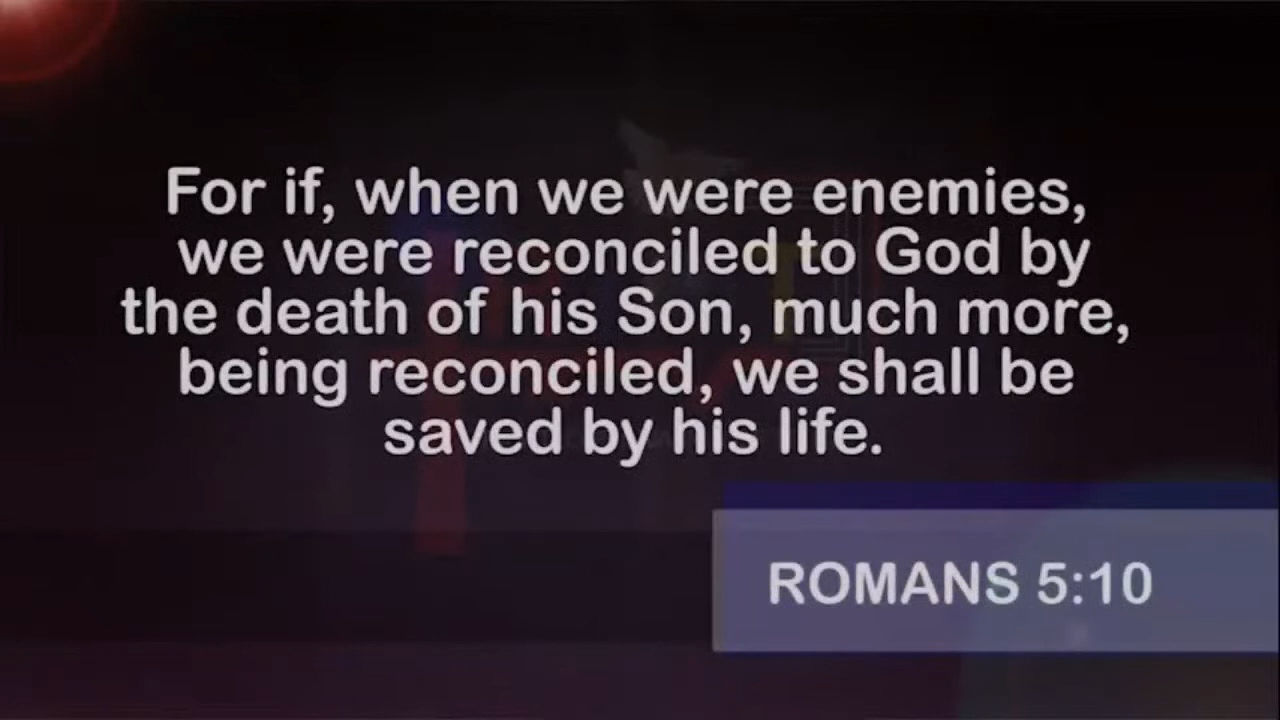 For if, when we were enemies,
we were reconciled to God by
the death of his Son, much more,
being reconciled, we shall be
saved by his life.
ROMANS 5:10